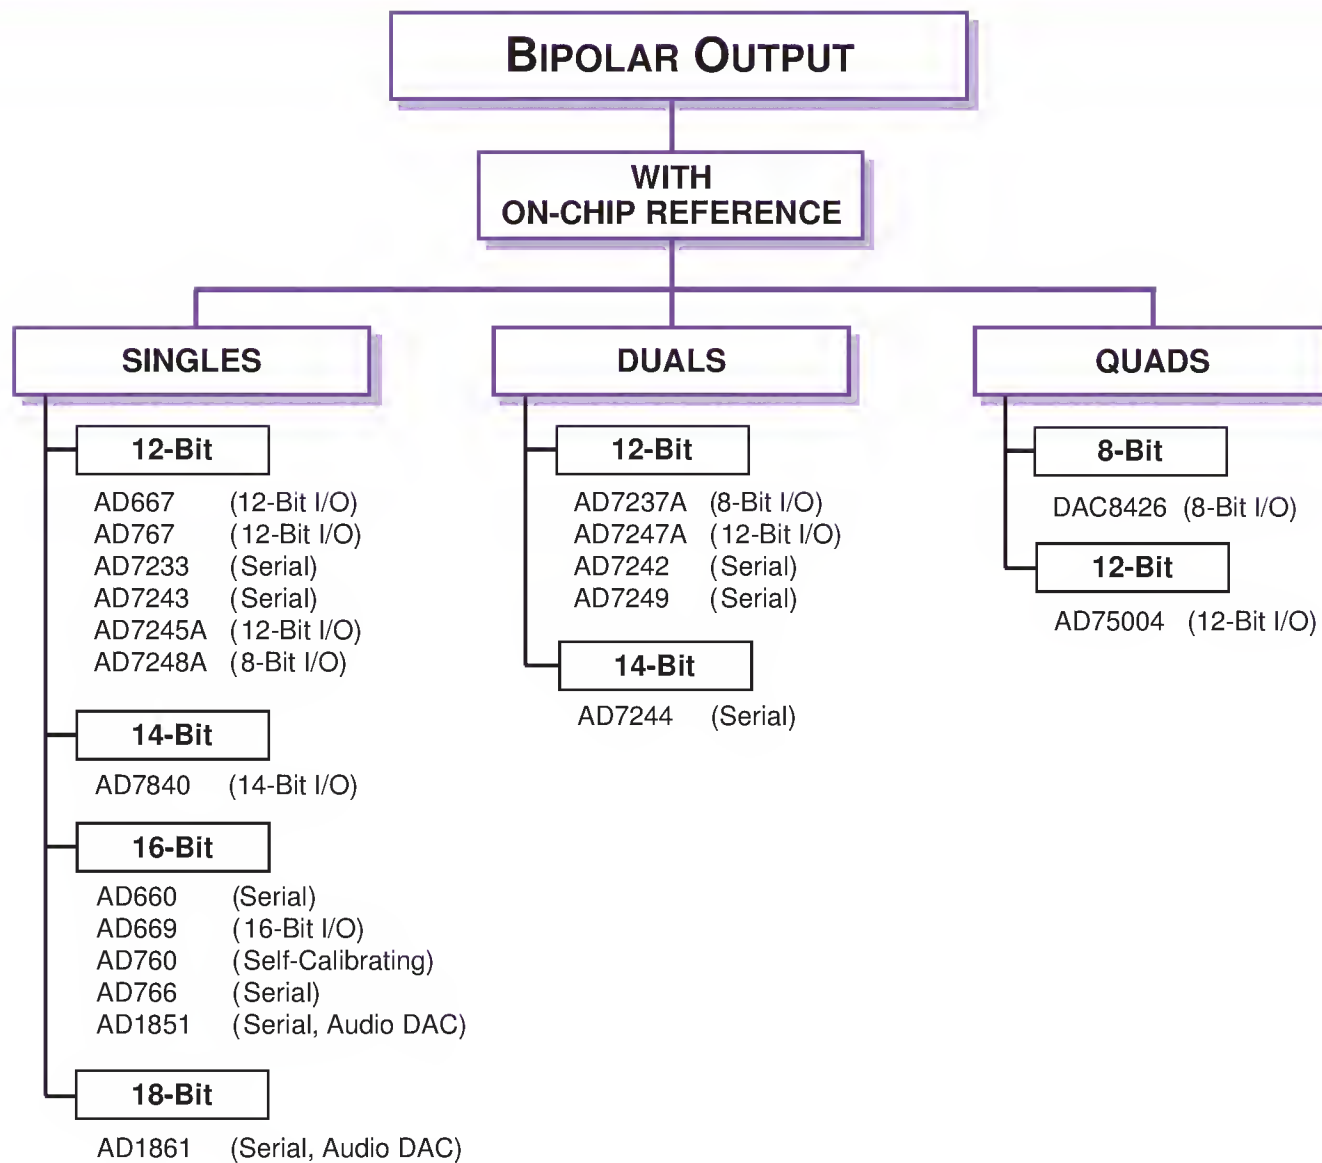 BIPOLAR OUTPUT
WITH
ON-CHIP REFERENCE
SINGLES
12-Bit
AD667 (12-Bit I/O)
AD767 (12-Bit I/O)
AD7233 (Serial)
AD7243 (Serial)
AD7245A (12-Bit I/O)
AD7248A (8-Bit I/O)
14-Bit
AD7840 (14-Bit I/O)
16-Bit
AD660 (Serial)
AD669 (16-Bit I/O)
AD760 (Self-Calibrating)
AD766 (Serial)
AD1851 (Serial, Audio DAC)
18-Bit
AD1861 (Serial, Audio DAC)
DUALS
12-Bit
AD7237A (8-Bit I/O)
AD7247A (12-Bit I/O)
AD7242 (Serial)
AD7249 (Serial)
14-Bit
AD7244 (Serial)
QUADS
8-Bit
DAC8426 (8-Bit I/O)
12-Bit
AD75004 (12-Bit I/O)